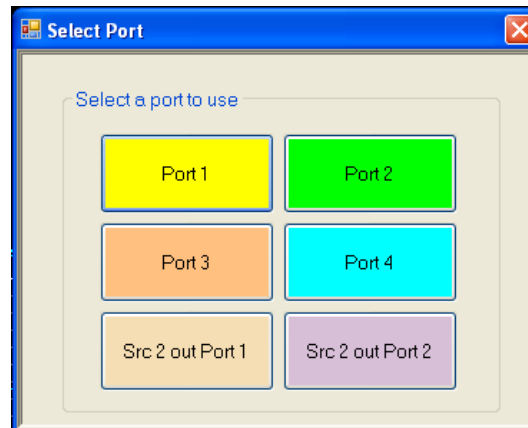 Select Port
Select a port to use
Port 1
Port 2
Port 3
Port 4
Src 2 out Port 1
Src 2 out Port 2